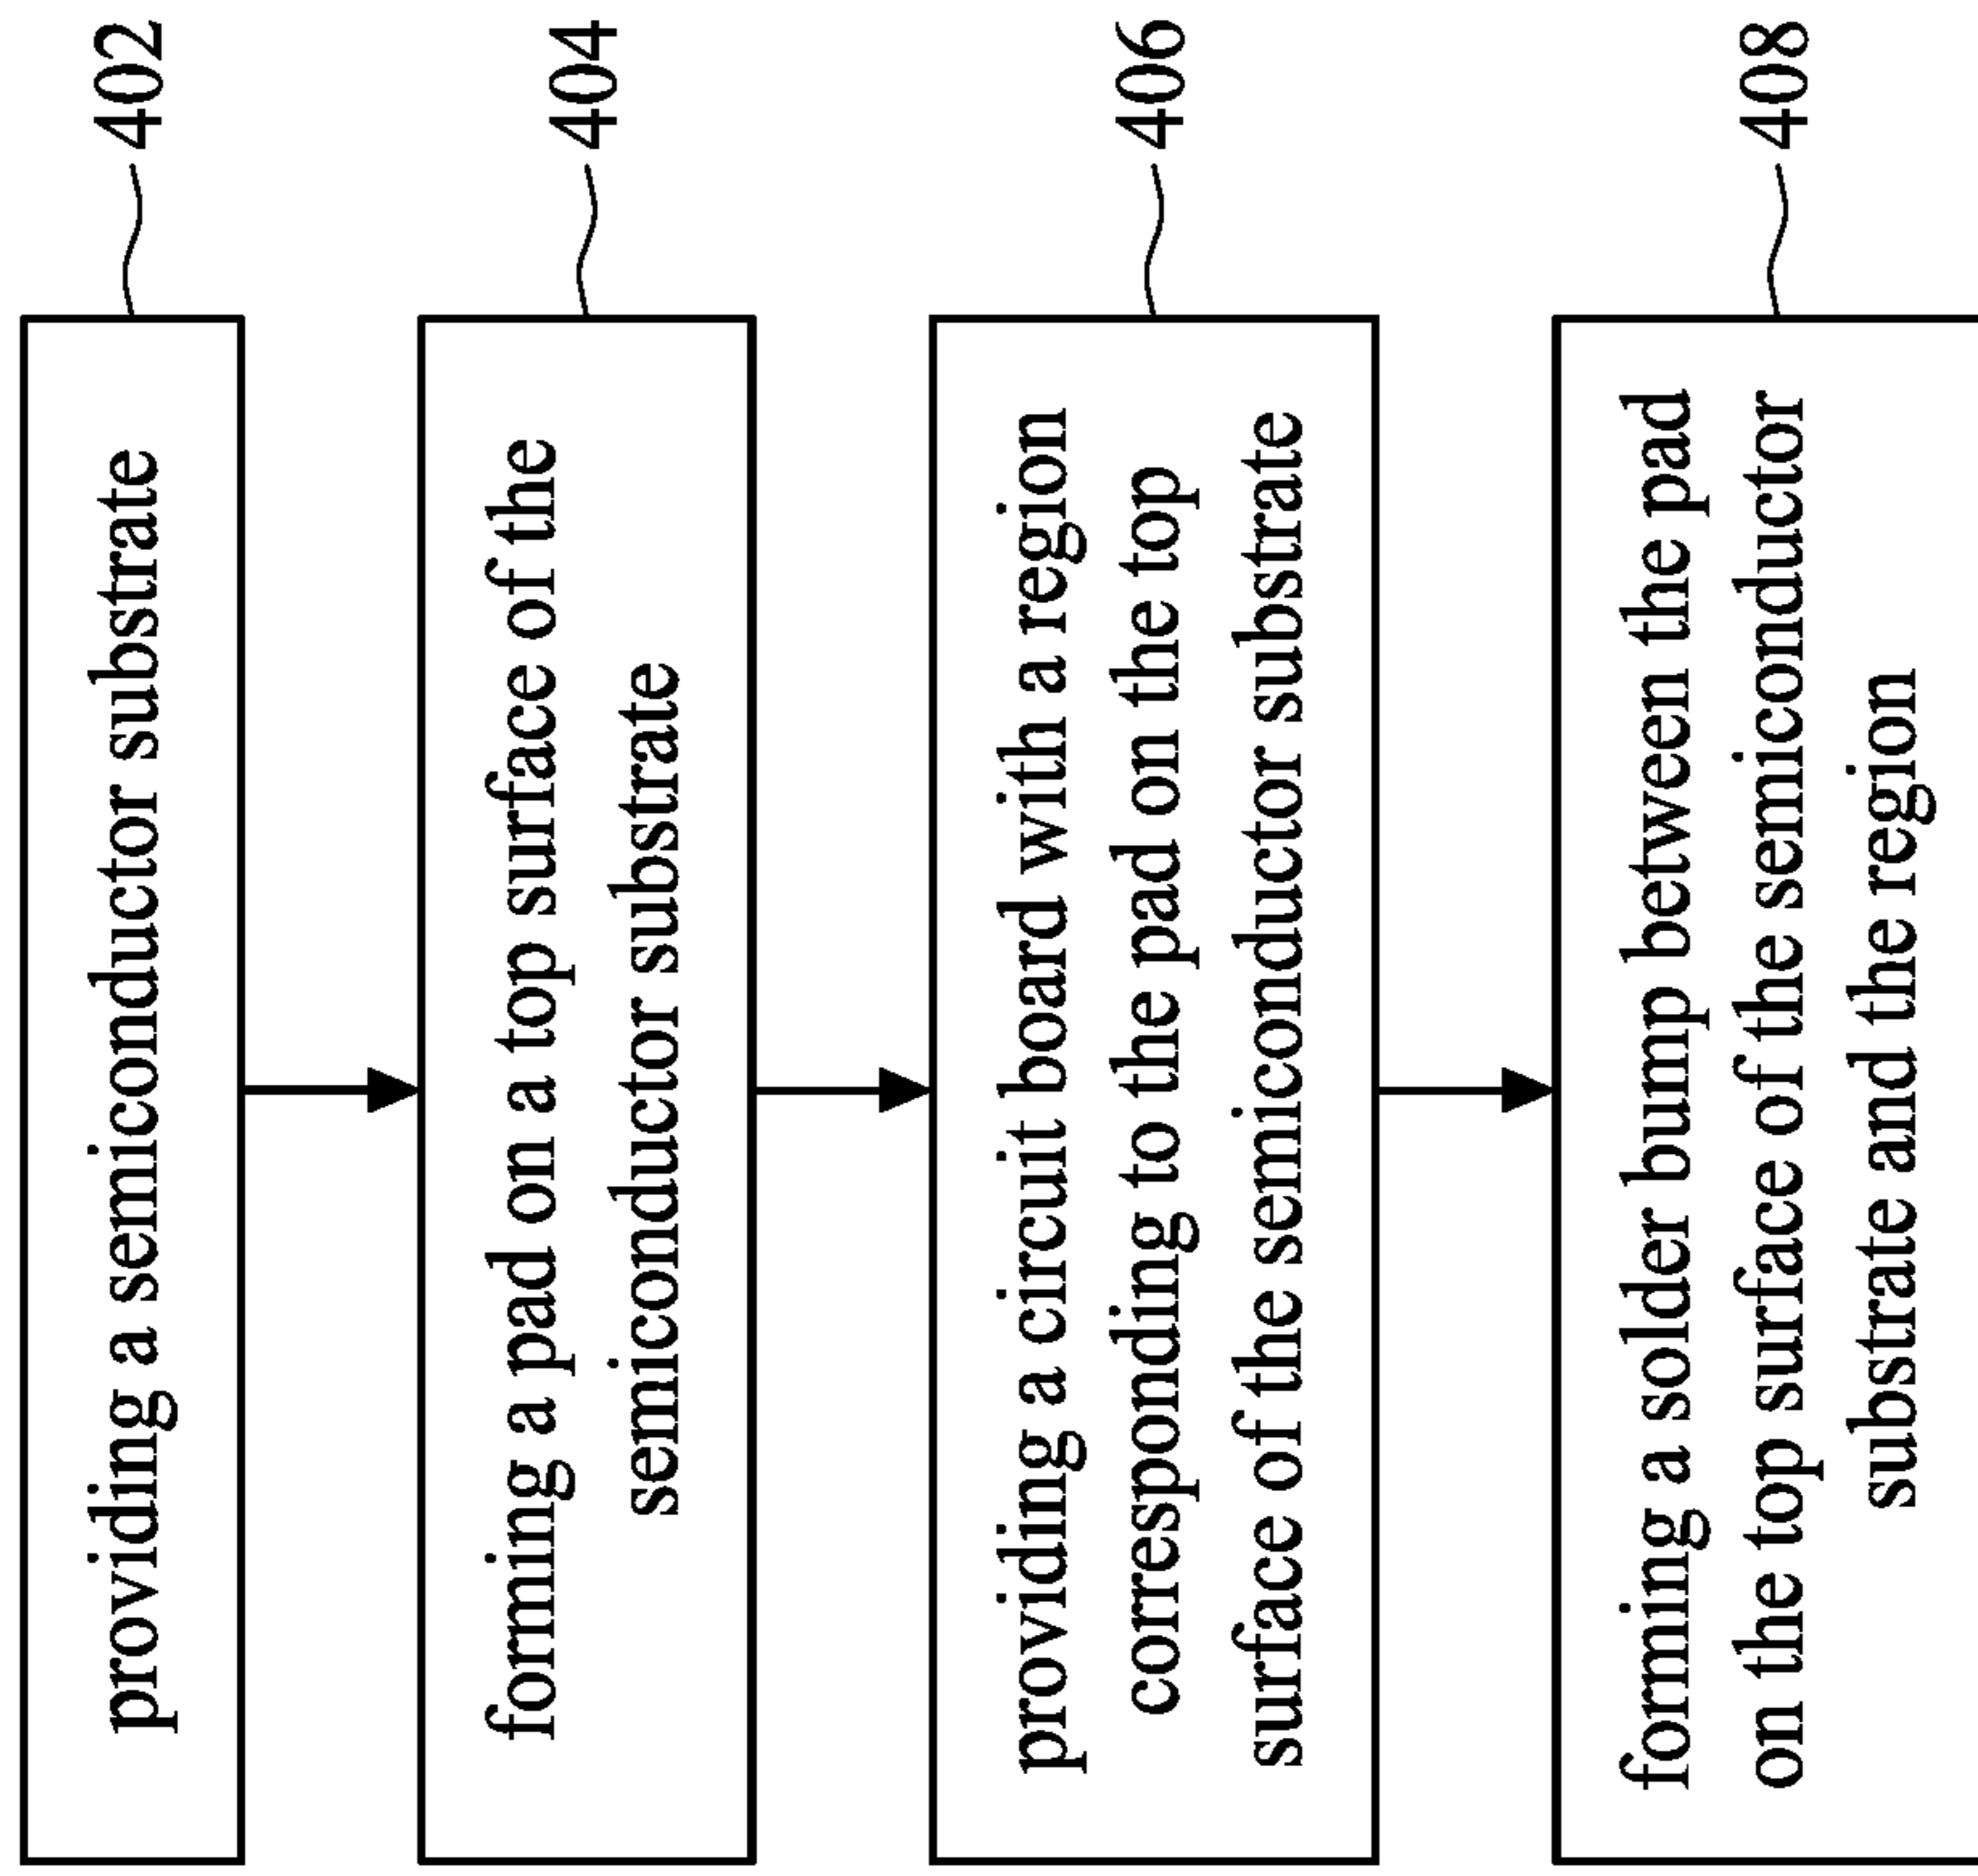 providing a semiconductor substrate
402
forming a pad on a top surface of the
semiconductor substrate
404
providing a circuit board with a region
corresponding to the pad on the top
surface of the semiconductor substrate
406
forming a solder bump between the pad
on the top surface of the semiconductor
substrate and the region
408